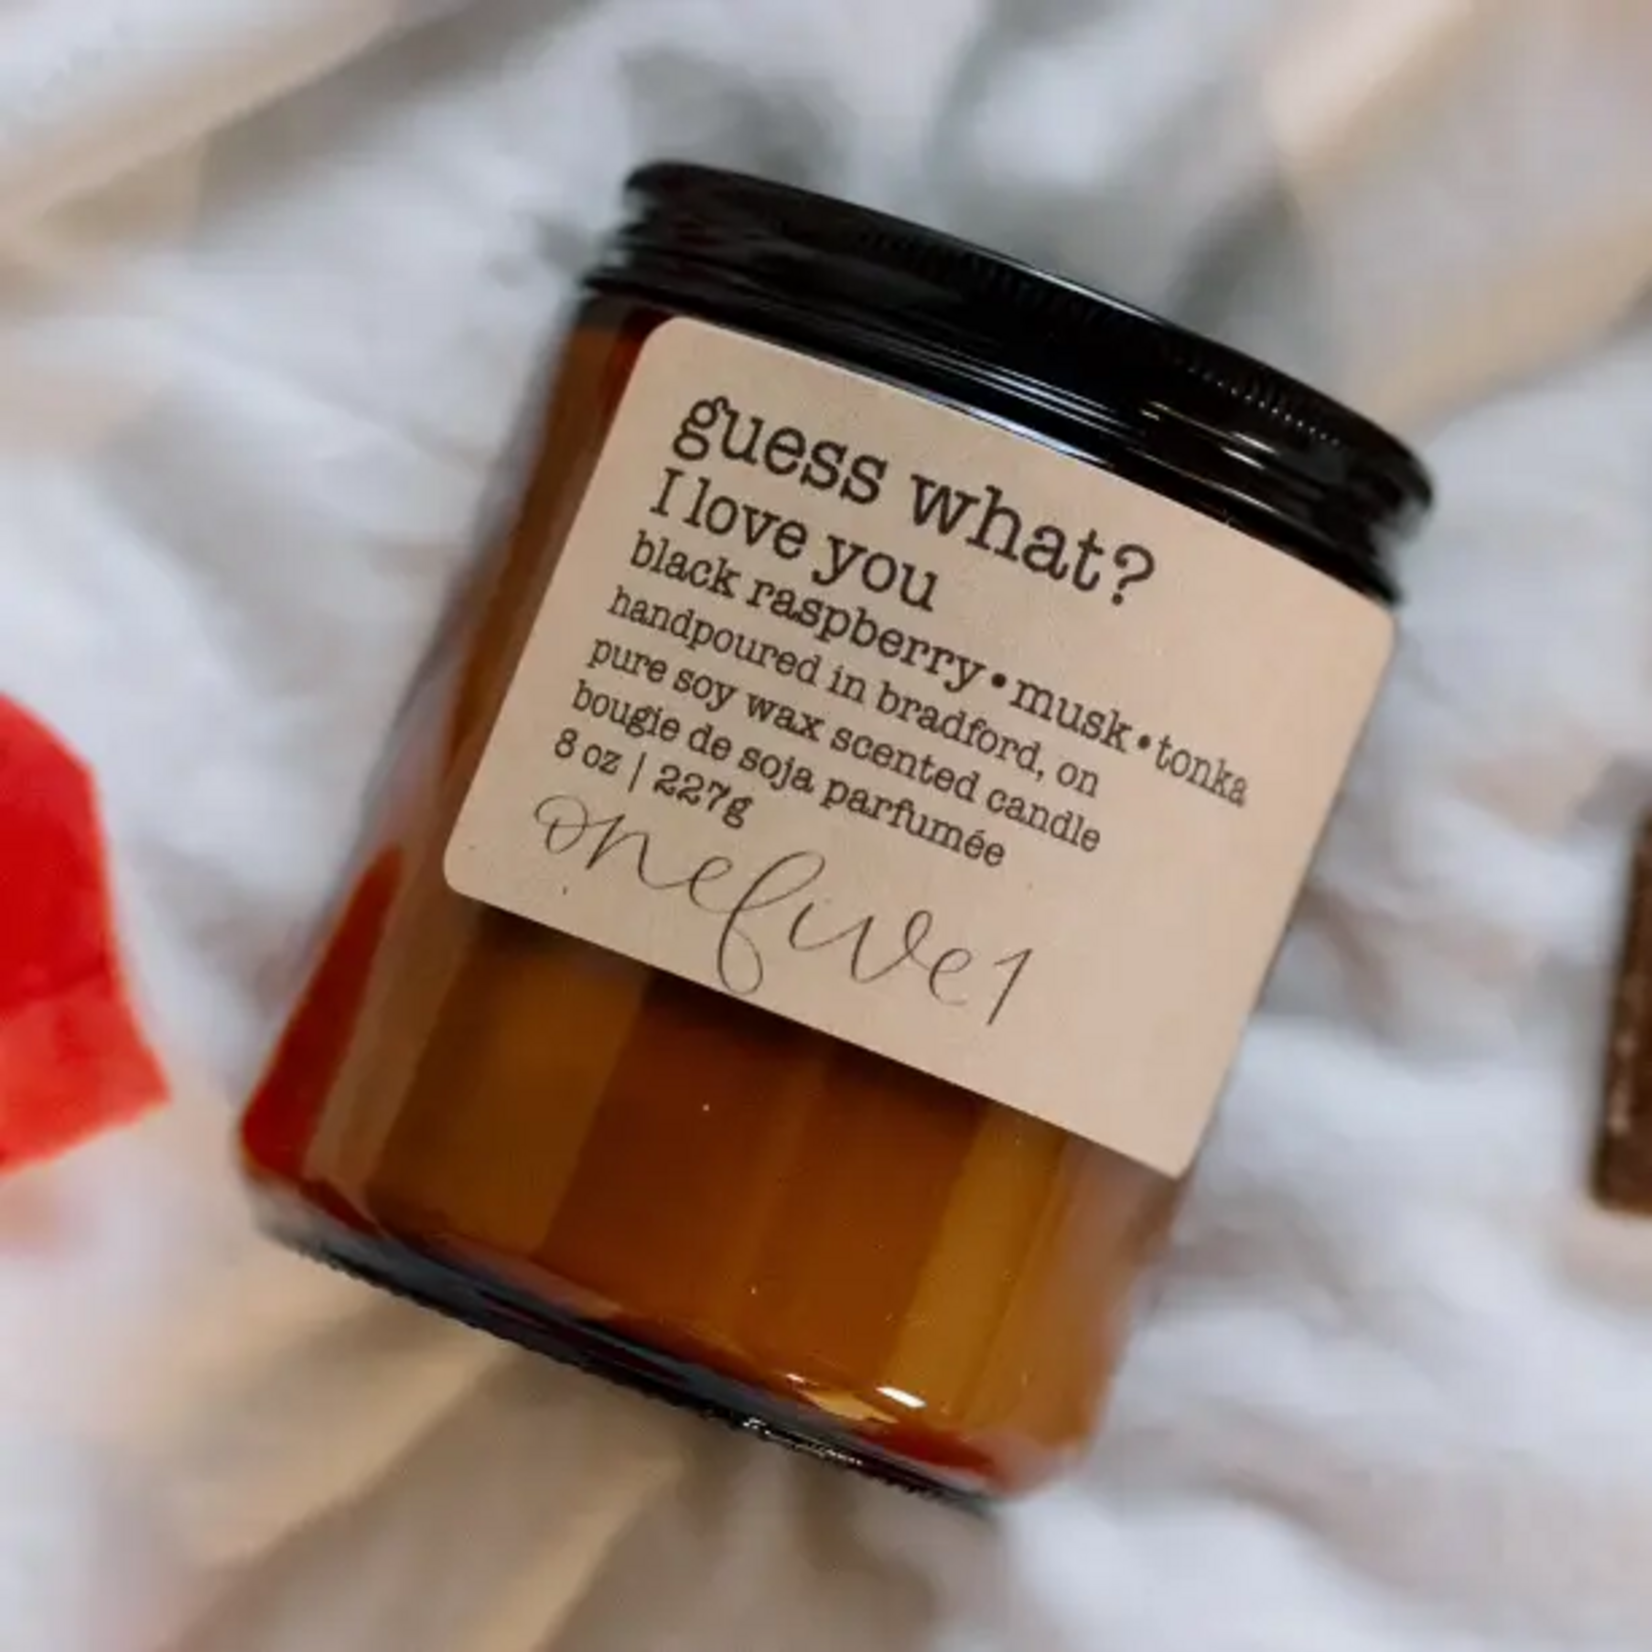 guess what?
I love you
black raspberry • musk • tonka
handpoured in bradford, on
pure soy wax scented candle
bougie de soja parfumée
8 oz | 227g
onefive1